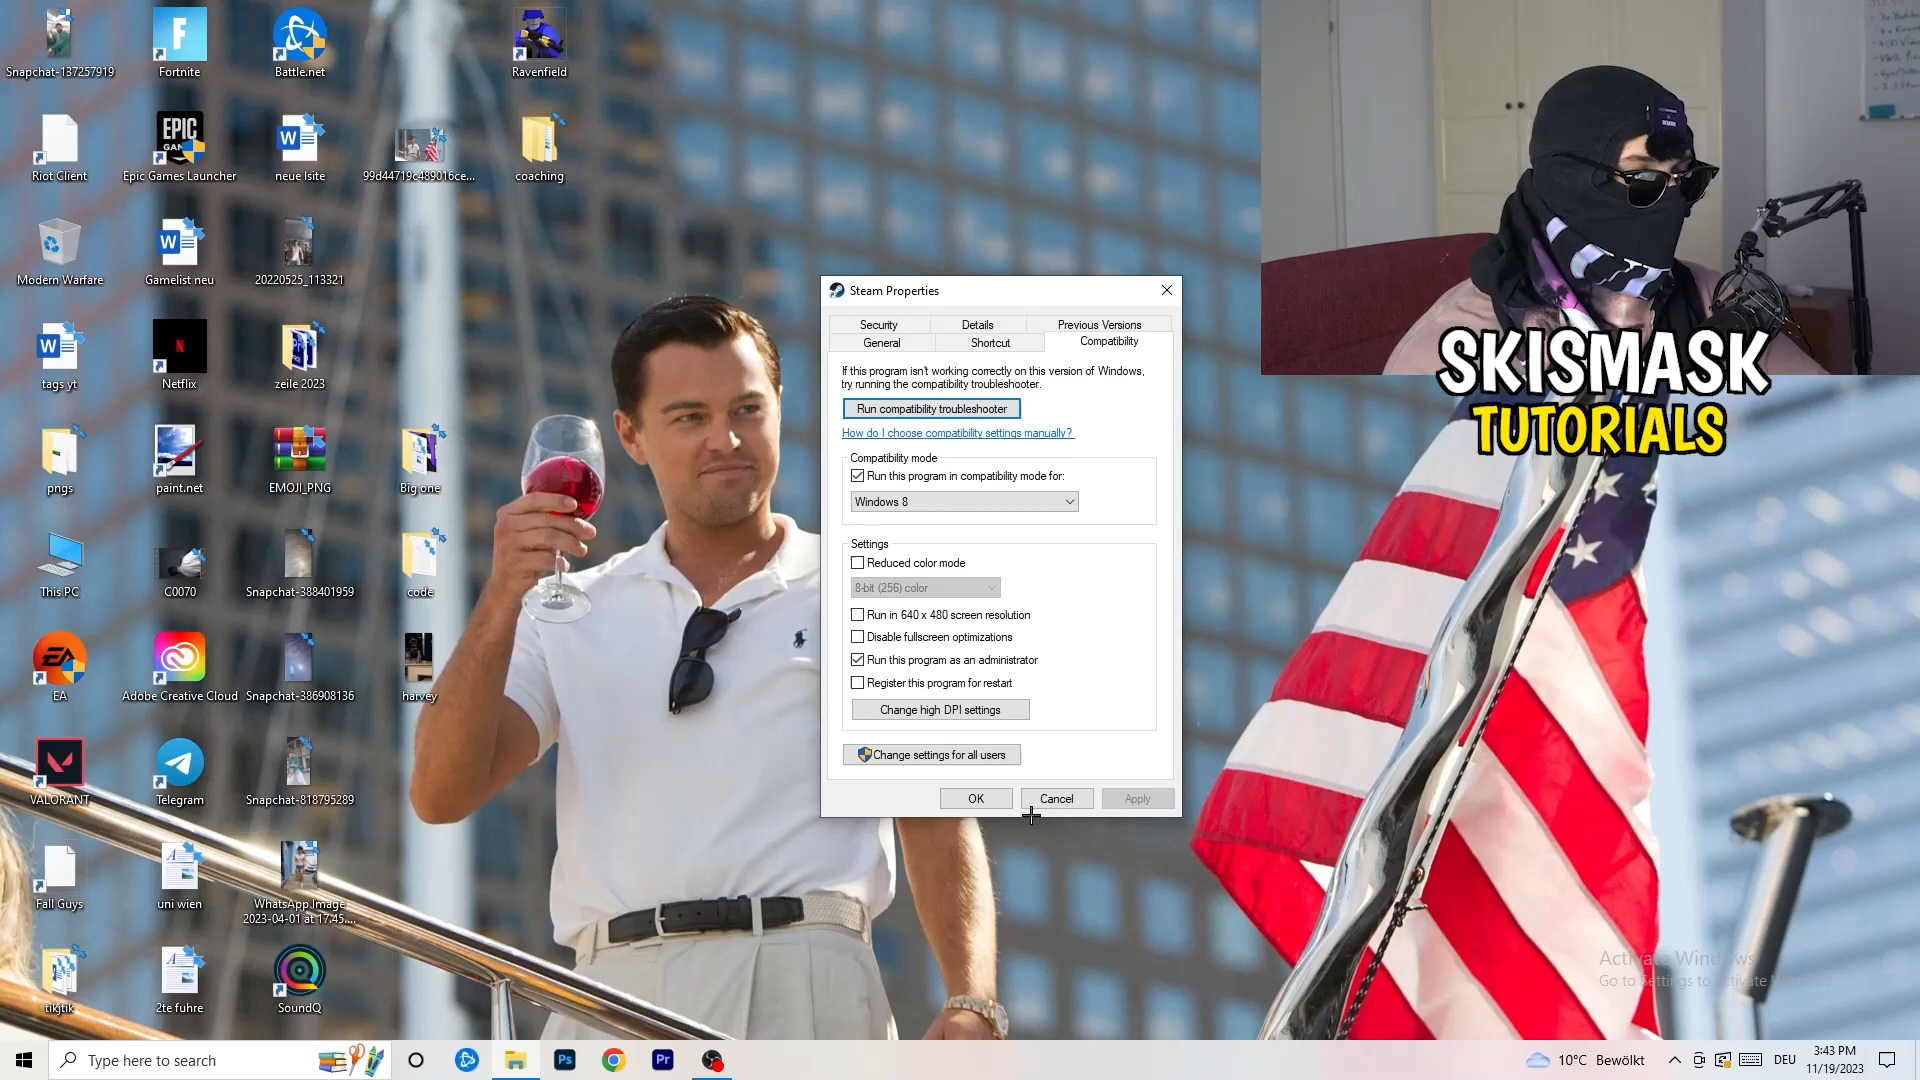 Snapchat-137257919
Fortnite
Battle.net
Ravenfield
Riot Client
EPIC
Epic Games Launcher
neue lsite
99d44719c489016ce...
coaching
Modern Warfare
Gamelist neu
20220525_113321
tags yt
N
Netflix
zeile 2023
pngs
paint.net
EMOJI_PNG
Big one
This PC
C0070
Snapchat-388401959
code
EA
EA
Adobe Creative Cloud
Snapchat-386908136
harvey
VALORANT
Telegram
Snapchat-818795289
Fall Guys
uni wien
WhatsApp Image
2023-04-01 at 17.45....
tikjtik
2te fuhre
SoundQ
Steam Properties
Security
Details
Previous Versions
General
Shortcut
Compatibility
If this program isn't working correctly on this version of Windows,
try running the compatibility troubleshooter.
Run compatibility troubleshooter
How do I choose compatibility settings manually?
Compatibility mode
Run this program in compatibility mode for:
Windows 8
Settings
Reduced color mode
8-bit (256) color
Run in 640 x 480 screen resolution
Disable fullscreen optimizations
Run this program as an administrator
Register this program for restart
Change high DPI settings
Change settings for all users
OK
Cancel
Apply
SKISMASK
TUTORIALS
Type here to search
Ps
Pr
10°C Bewölkt
DEU
3:43 PM
11/19/2023